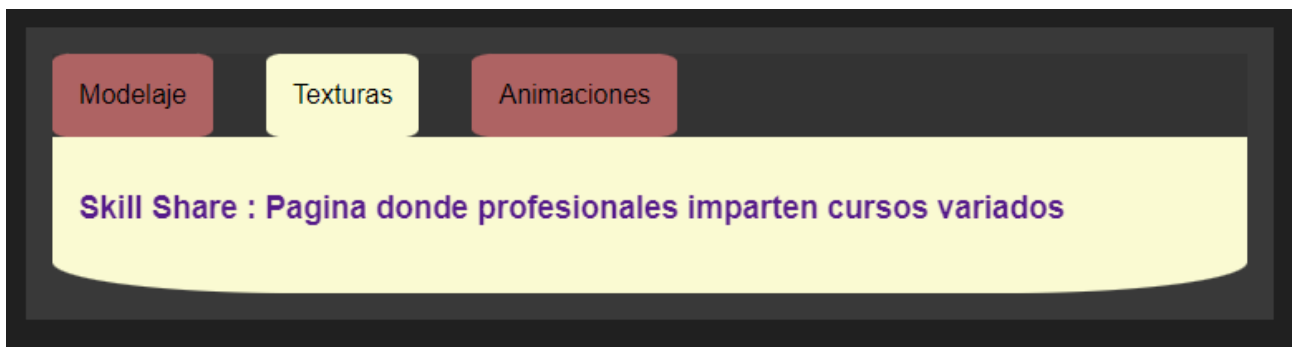 Modelaje Texturas Animaciones
Skill Share : Pagina donde profesionales imparten cursos variados